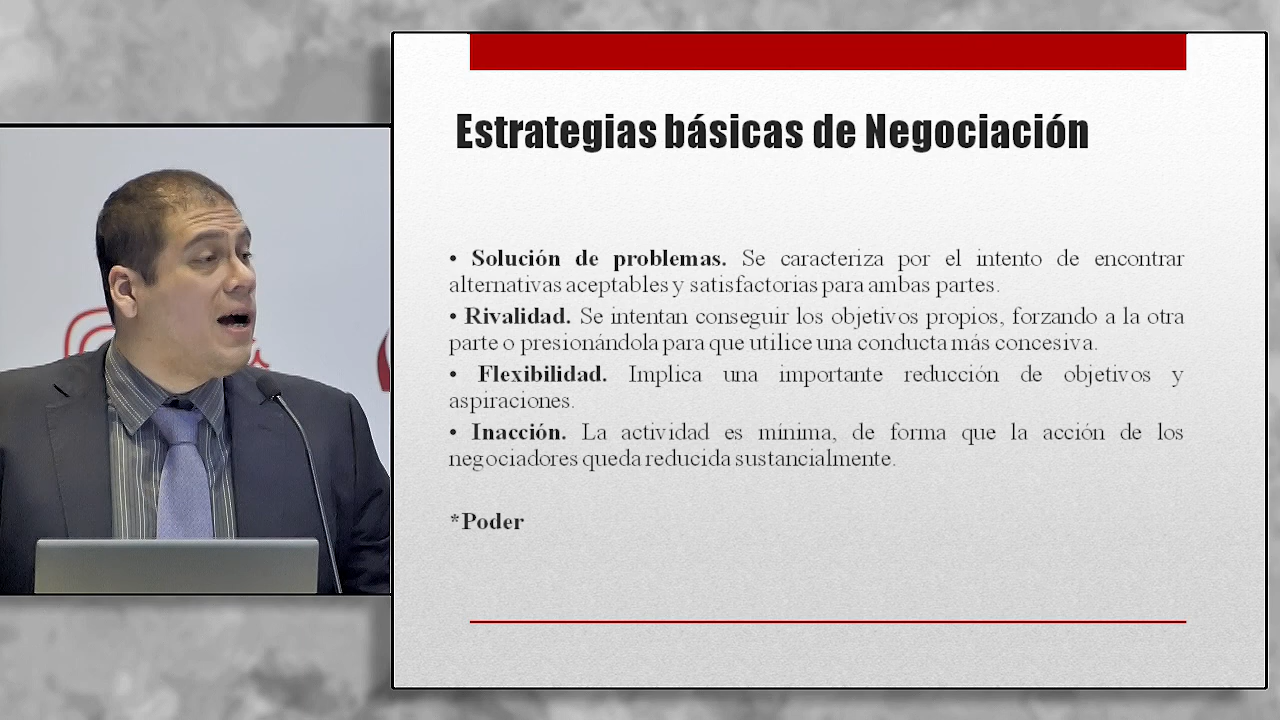 Estrategias básicas de Negociación
• Solución de problemas. Se caracteriza por el intento de encontrar
alternativas aceptables y satisfactorias para ambas partes.
• Rivalidad. Se intentan conseguir los objetivos propios, forzando a la otra
parte o presionándola para que utilice una conducta más concesiva.
• Flexibilidad. Implica una importante reducción de objetivos y
aspiraciones.
• Inacción. La actividad es mínima, de forma que la acción de los
negociadores queda reducida sustancialmente.
*Poder